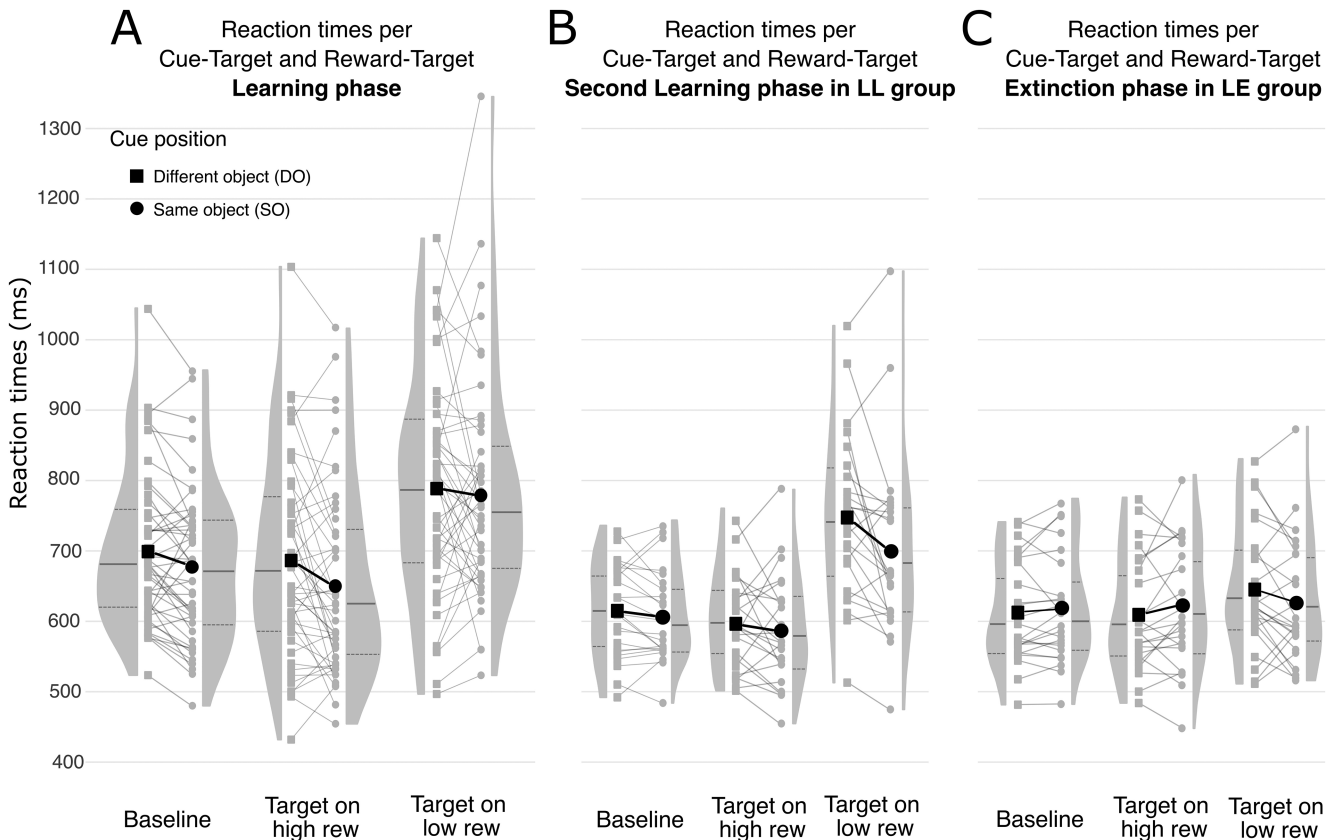 A
Reaction times per
Cue-Target and Reward-Target
Learning phase
B
Reaction times per
Cue-Target and Reward-Target
Second Learning phase in LL group
C
Reaction times per
Cue-Target and Reward-Target
Extinction phase in LE group
Reaction times (ms)
1300
1200
1100
1000
900
800
700
600
500
400
Cue position
Different object (DO)
Same object (SO)
Baseline
Target on
high rew
Target on
low rew
Baseline
Target on
high rew
Target on
low rew
Baseline
Target on
high rew
Target on
low rew